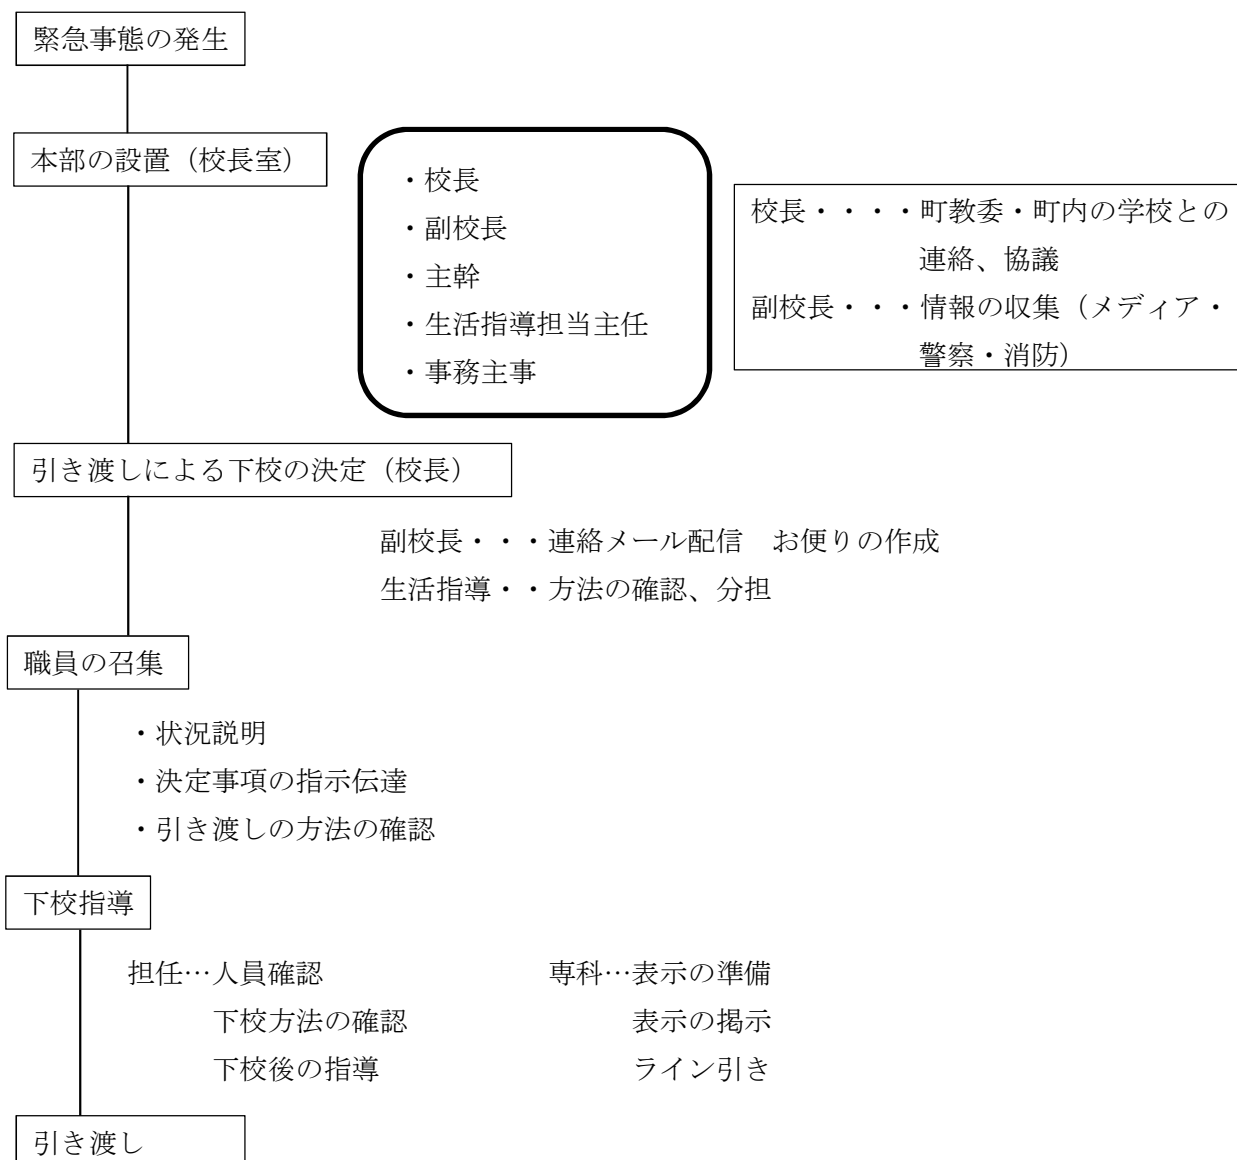 緊急事態の発生
本部の設置（校長室）
・校長
・副校長
・主幹
・生活指導担当主任
・事務主事
校長・・・・町教委・町内の学校との
連絡、協議
副校長・・・情報の収集（メディア・
警察・消防）
引き渡しによる下校の決定（校長）
副校長・・・連絡メール配信　お便りの作成
生活指導・・方法の確認、分担
職員の召集
・状況説明
・決定事項の指示伝達
・引き渡しの方法の確認
下校指導
担任…人員確認
下校方法の確認
下校後の指導
専科…表示の準備
表示の掲示
ライン引き
引き渡し